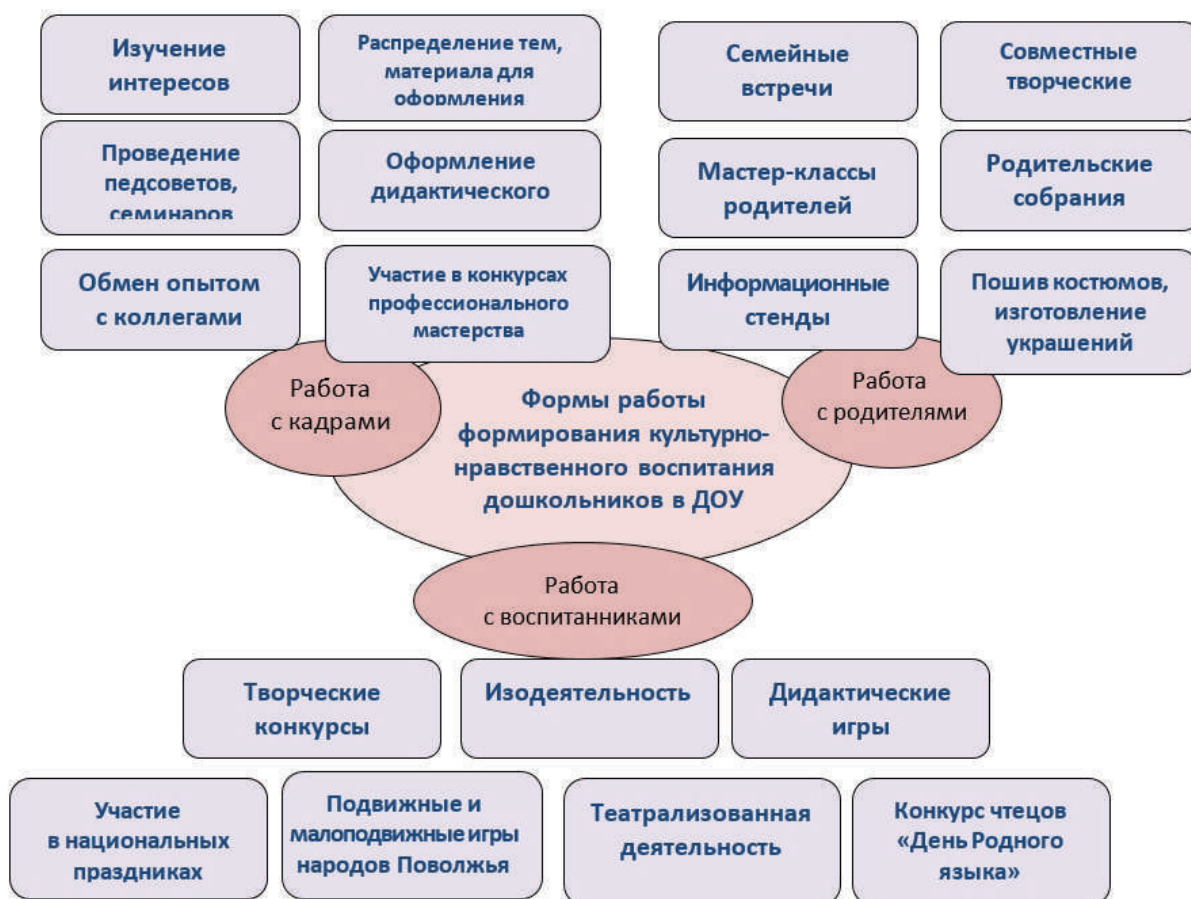 Изучение
интересов
Распределение тем,
материала для
оформления
Семейные
встречи
Совместные
творческие
Проведение
педсоветов,
семинаров
Оформление
дидактического
Мастер-классы
родителей
Родительские
собрания
Обмен опытом
с коллегами
Участие в конкурсах
профессионального
мастерства
Информационные
стенды
Пошив костюмов,
изготовление
украшений
Работа
с кадрами
Формы работы
формирования культурно-
нравственного воспитания
дошкольников в ДОУ
Работа
с родителями
Работа
с воспитанниками
Творческие
конкурсы
Изодеятельность
Дидактические
игры
Участие
в национальных
праздниках
Подвижные и
малоподвижные игры
народов Поволжья
Театрализованная
деятельность
Конкурс чтецов
«День Родного
языка»